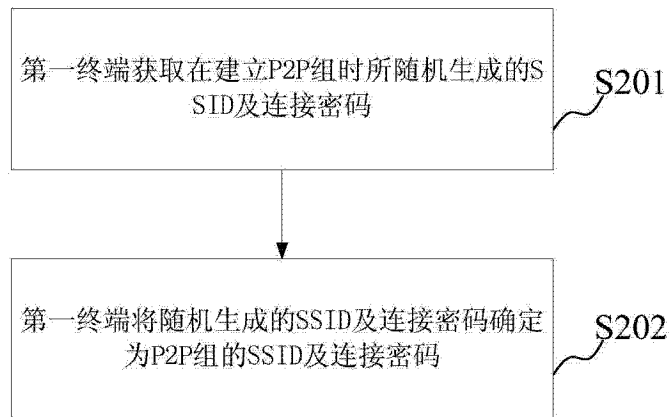 第一终端获取在建立P2P组时所随机生成的S
SID及连接密码
S201
第一终端将随机生成的SSID及连接密码确定
为P2P组的SSID及连接密码
S202